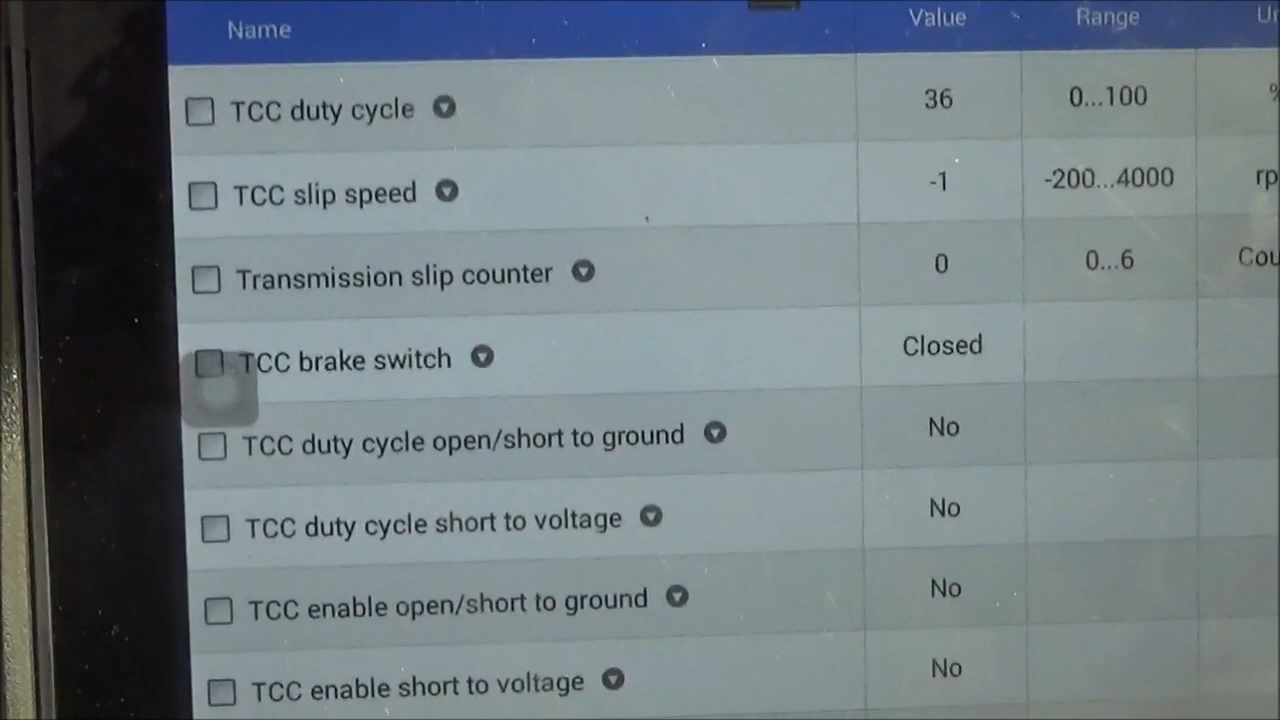 Name Value Range
TCC duty cycle 36 0...100 %
TCC slip speed -1 -200...4000 rp
Transmission slip counter 0 0...6 Cou
TCC brake switch Closed
TCC duty cycle open/short to ground No
TCC duty cycle short to voltage No
TCC enable open/short to ground No
TCC enable short to voltage No